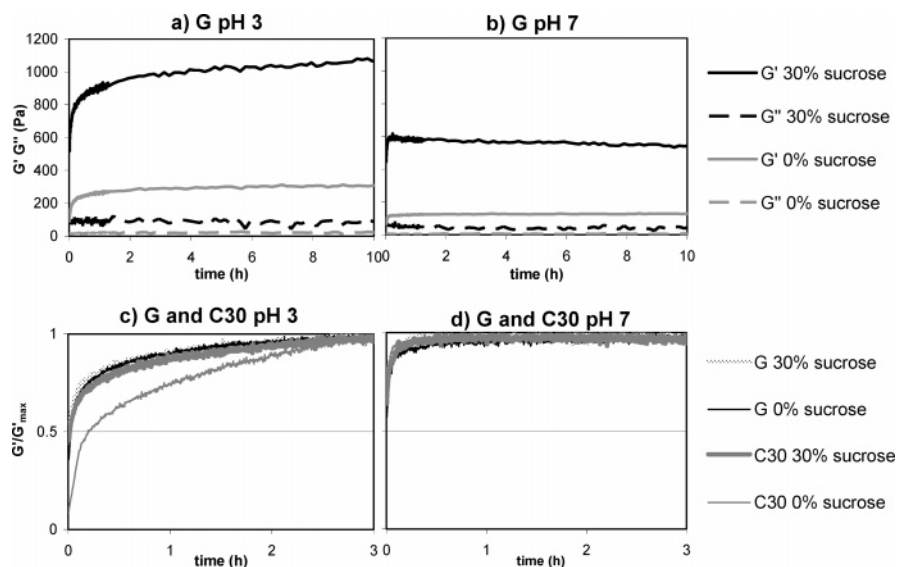 a) G pH 3
b) G pH 7
1200
1000
800
600
400
200
0
G' G'' (Pa)
0 2 4 6 8 10
time (h)
0 2 4 6 8 10
time (h)
G' 30% sucrose
G'' 30% sucrose
G' 0% sucrose
G'' 0% sucrose
c) G and C30 pH 3
d) G and C30 pH 7
1
0.5
0
G'/G'max
0 1 2 3
time (h)
0 1 2 3
time (h)
G 30% sucrose
G 0% sucrose
C30 30% sucrose
C30 0% sucrose